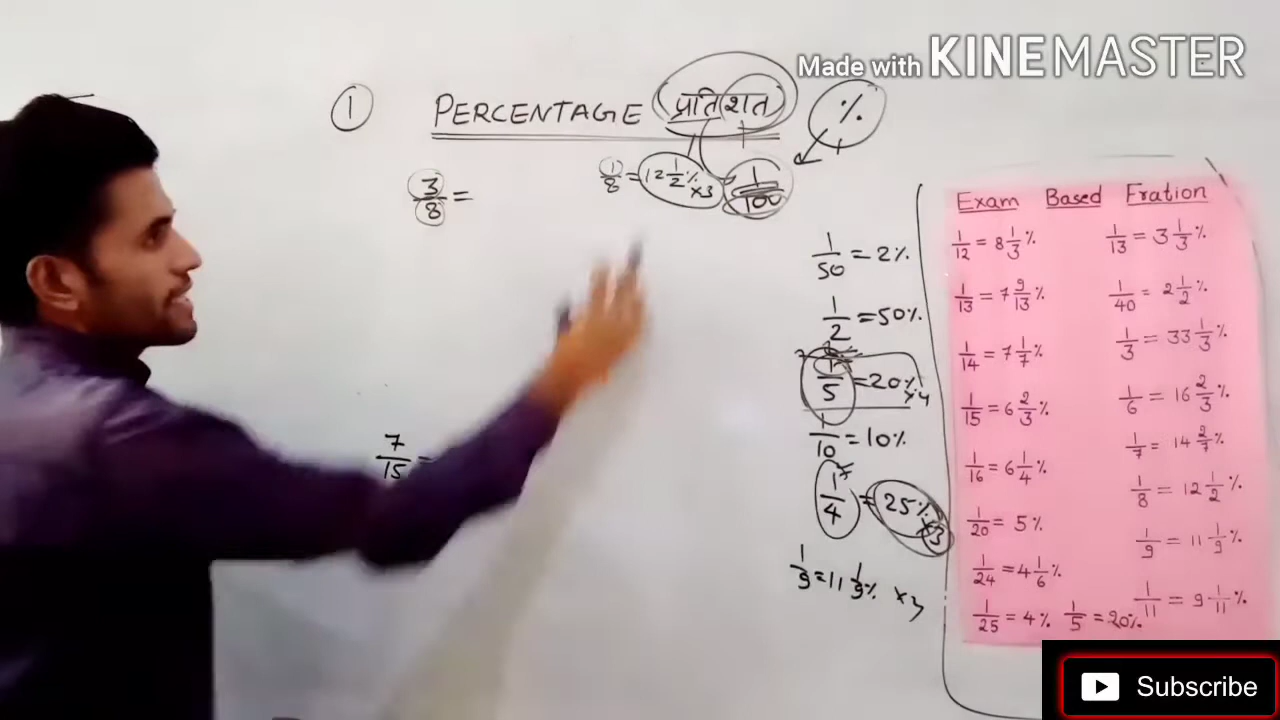 Made with KINEMASTER
① PERCENTAGE प्रतिशत %
3/8 =
1/8 = 12 1/2% ×3
1/100
1/50 = 2%
1/2 = 50%
1/5 = 20% ×4
1/10 = 10%
1/4 = 25% ×3
1/9 = 11 1/9% ×3
7/15 =
Exam Based Fration
1/12 = 8 1/3%
1/13 = 7 9/13%
1/14 = 7 1/7%
1/15 = 6 2/3%
1/16 = 6 1/4%
1/20 = 5%
1/24 = 4 1/6%
1/25 = 4%
1/5 = 20%
1/13 = 3 1/3%
1/40 = 2 1/2%
1/3 = 33 1/3%
1/6 = 16 2/3%
1/7 = 14 2/7%
1/8 = 12 1/2%
1/9 = 11 1/9%
1/11 = 9 1/11%
Subscribe